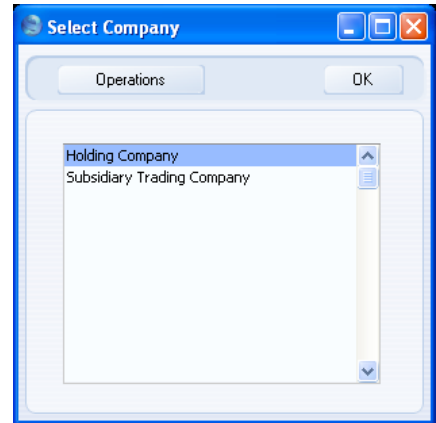 Select Company
Operations
OK
Holding Company
Subsidiary Trading Company